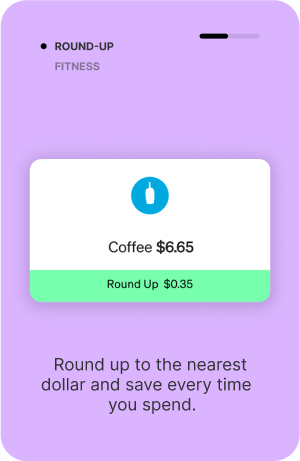 ROUND-UP
FITNESS
Coffee $6.65
Round Up $0.35
Round up to the nearest
dollar and save every time
you spend.